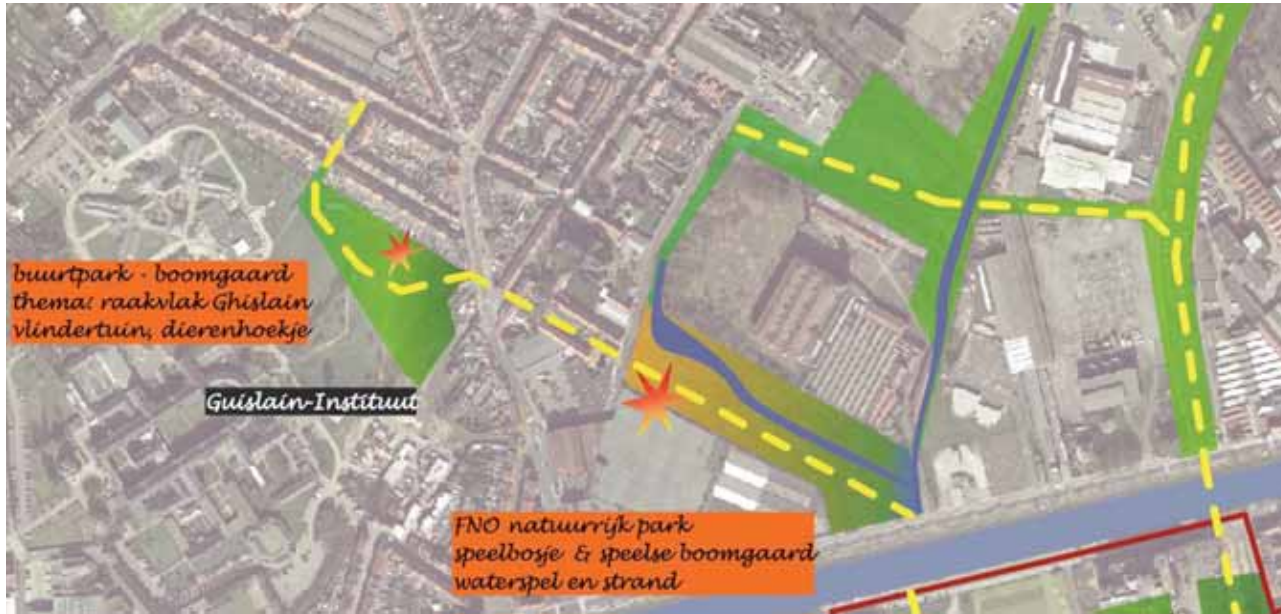 buurtpark - boomgaard
thema: raakvlak Ghislain
vlindertuin, dierenhoekje
Guislain-Instituut
FNO natuurrijk park
speelbosje & speelse boomgaard
waterspel en strand